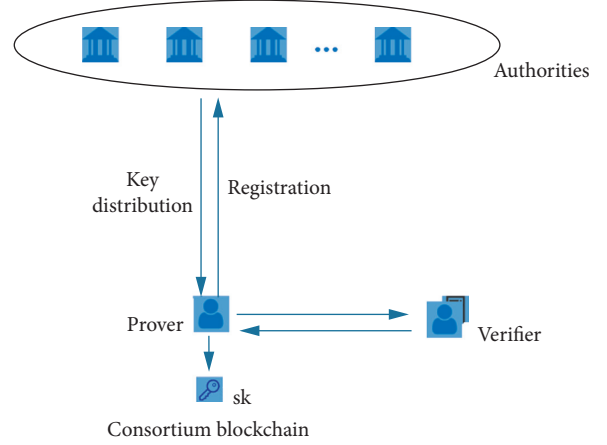 Authorities
Key
distribution
Registration
Prover
Verifier
sk
Consortium blockchain